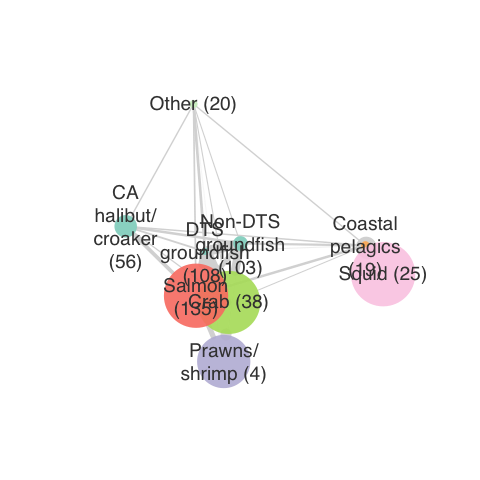 Other (20)
CA
halibut/
croaker
(56)
DTS
groundfish
(108)
Non-DTS
groundfish
(103)
Coastal
pelagics
(19)
Squid (25)
Salmon
(135)
Crab (38)
Prawns/
shrimp (4)